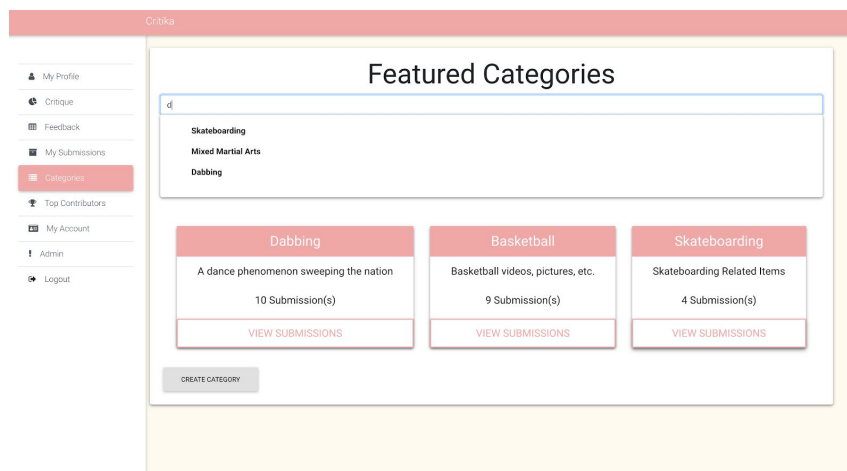 Critika
My Profile
Critique
Feedback
My Submissions
Categories
Top Contributors
My Account
Admin
Logout
Featured Categories
d
Skateboarding
Mixed Martial Arts
Dabbing
Dabbing
A dance phenomenon sweeping the nation
10 Submission(s)
VIEW SUBMISSIONS
Basketball
Basketball videos, pictures, etc.
9 Submission(s)
VIEW SUBMISSIONS
Skateboarding
Skateboarding Related Items
4 Submission(s)
VIEW SUBMISSIONS
CREATE CATEGORY